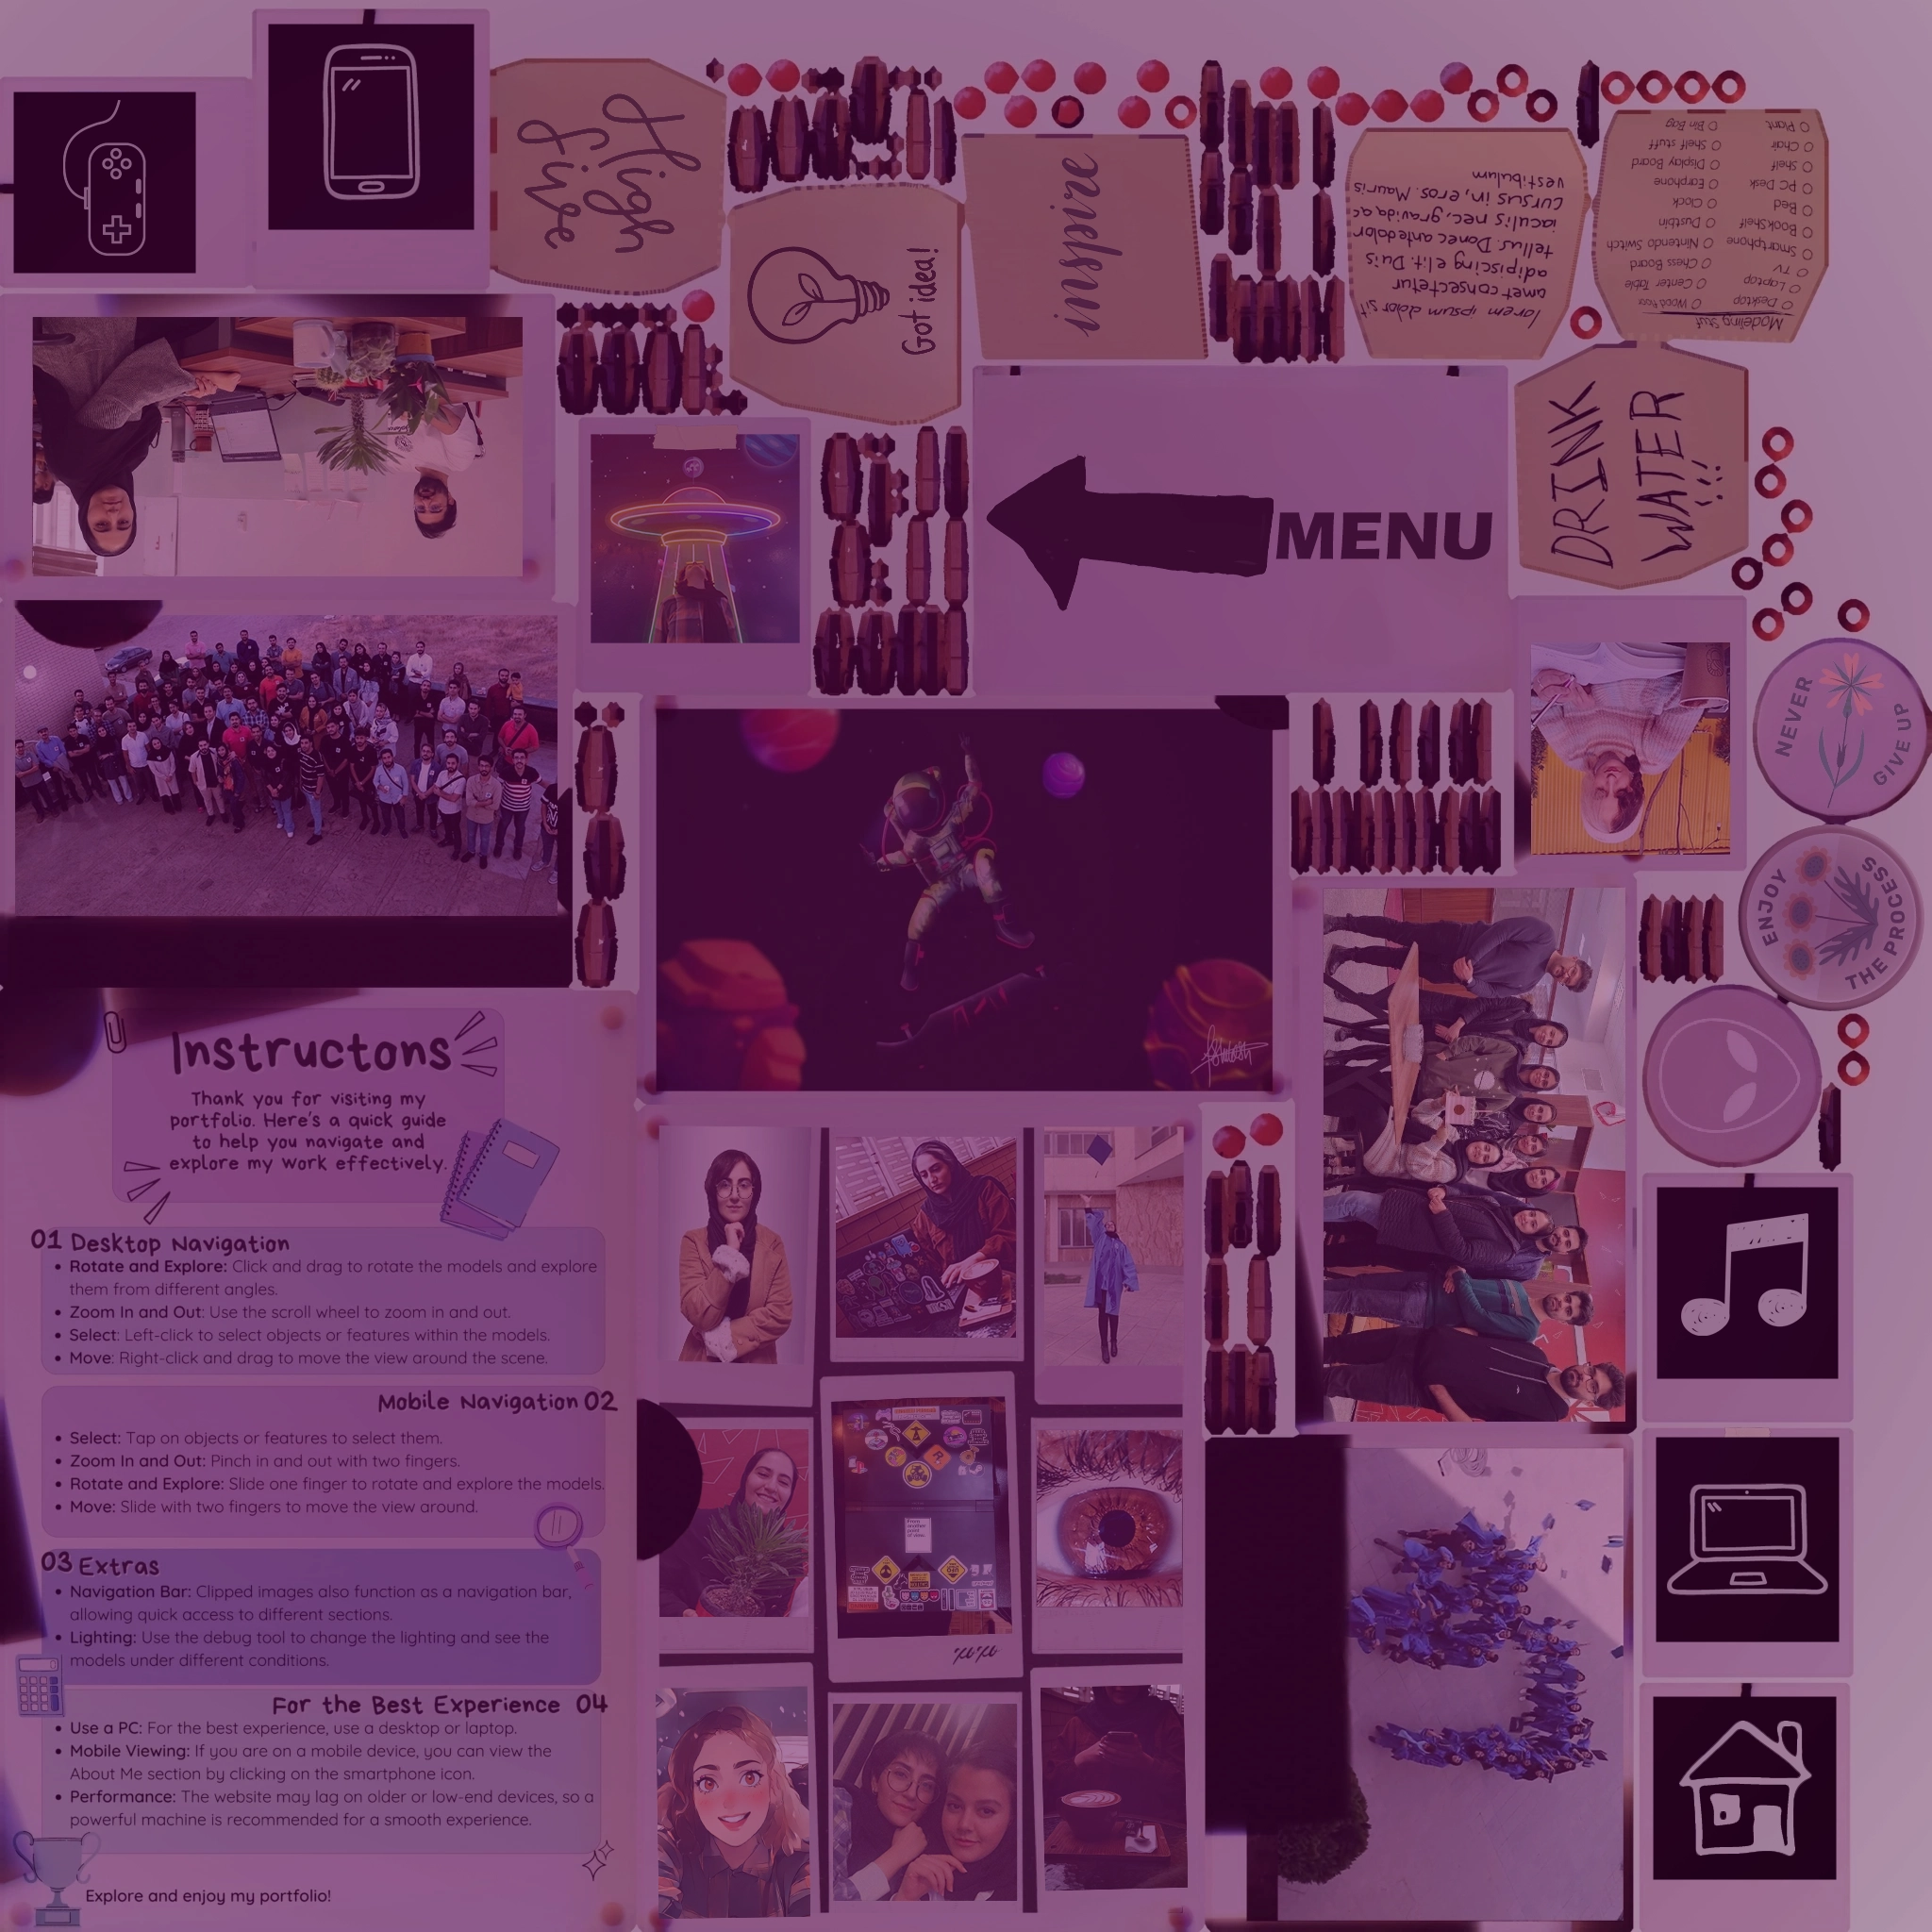 High
Five
Got idea!
inspire
lorem ipsum dolor sit
amet consectetur
adipiscing elit. Duis
tellus. Donec antedolor
iaculis nec, gravida ac
cursus in, eros. Mauris
vestibulum
Modeling Stuf
Desktop
Laptop
TV
Smartphone
BookShelf
Bed
PC Desk
Shelf
Chair
Plant
Wood floor
Center Table
Chess Board
Nintendo Switch
Dustbin
Clock
Earphone
Display Board
Shelf stuff
Bin Bag
MENU
DRINK
WATER
!!!
NEVER
GIVE UP
ENJOY
THE PROCESS
Instructons
Thank you for visiting my
portfolio. Here's a quick guide
to help you navigate and
explore my work effectively.
01 Desktop Navigation
• Rotate and Explore: Click and drag to rotate the models and explore
them from different angles.
• Zoom In and Out: Use the scroll wheel to zoom in and out.
• Select: Left-click to select objects or features within the models.
• Move: Right-click and drag to move the view around the scene.
Mobile Navigation 02
• Select: Tap on objects or features to select them.
• Zoom In and Out: Pinch in and out with two fingers.
• Rotate and Explore: Slide one finger to rotate and explore the models.
• Move: Slide with two fingers to move the view around.
03 Extras
• Navigation Bar: Clipped images also function as a navigation bar,
allowing quick access to different sections.
• Lighting: Use the debug tool to change the lighting and see the
models under different conditions.
For the Best Experience 04
• Use a PC: For the best experience, use a desktop or laptop.
• Mobile Viewing: If you are on a mobile device, you can view the
About Me section by clicking on the smartphone icon.
• Performance: The website may lag on older or low-end devices, so a
powerful machine is recommended for a smooth experience.
Explore and enjoy my portfolio!